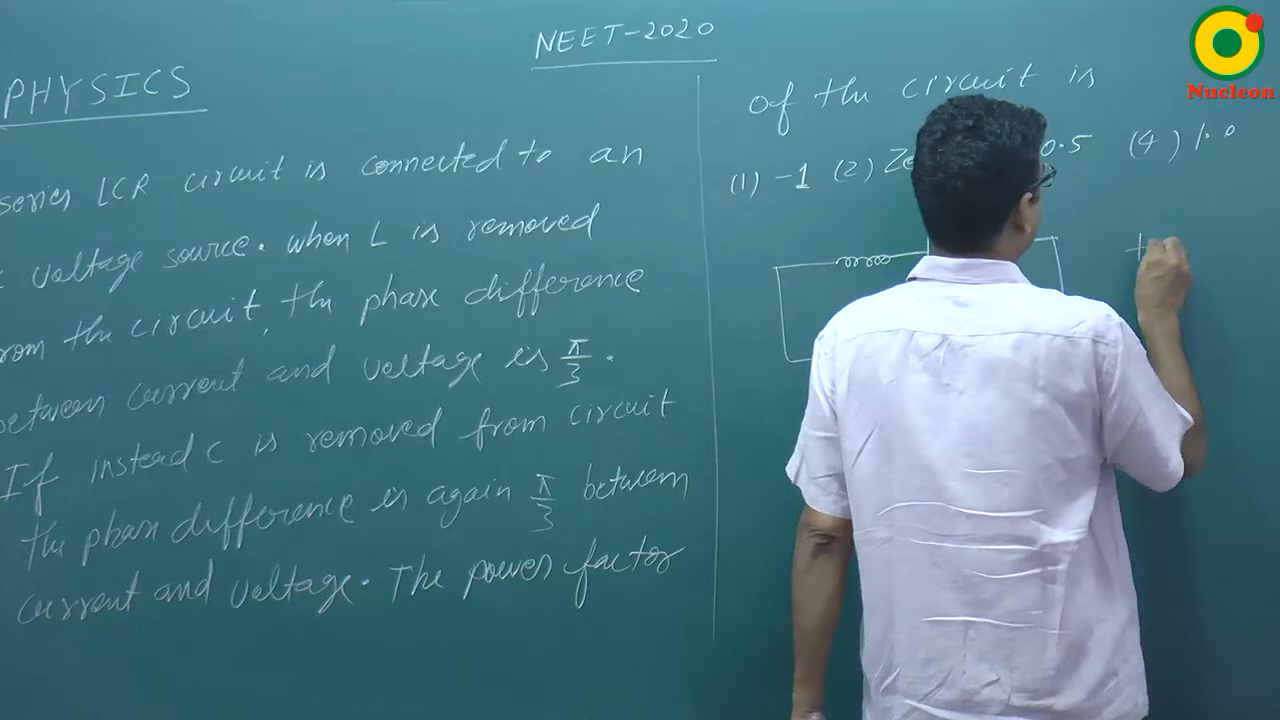 NEET-2020
PHYSICS
series LCR circuit is connected to an
voltage source. when L is removed
the circuit, the phase difference
between current and voltage is π/3.
If instead C is removed from circuit
the phase difference is again π/3 between
current and voltage. The power factor
of the circuit is
(1) -1 (2) 0.5 (4) 1.0
Nucleon